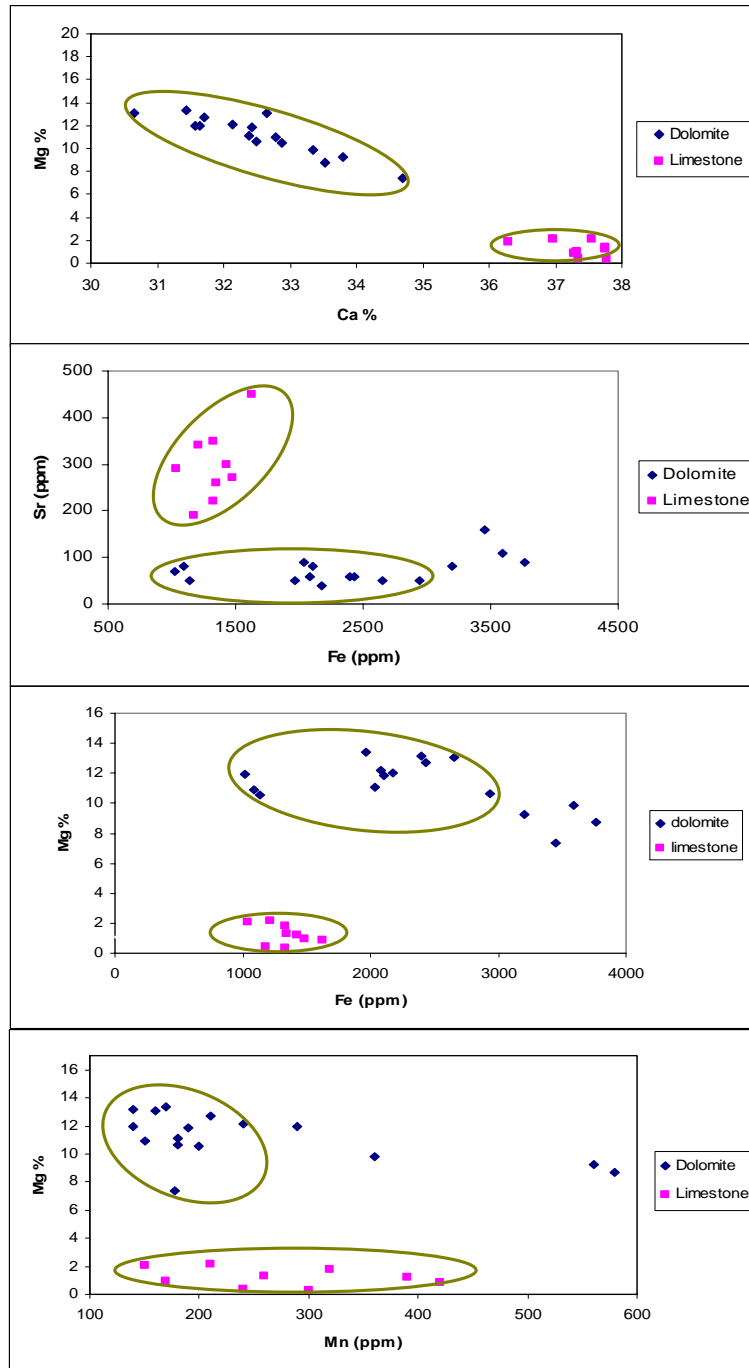 20
18
16
14
12
10
8
6
4
2
0
Mg %
30 31 32 33 34 35 36 37 38
Ca %
Dolomite
Limestone
500
400
300
200
100
0
Sr (ppm)
500 1500 2500 3500 4500
Fe (ppm)
Dolomite
Limestone
16
14
12
10
8
6
4
2
0
Mg %
0 1000 2000 3000 4000
Fe (ppm)
dolomite
limestone
16
14
12
10
8
6
4
2
0
Mg %
100 200 300 400 500 600
Mn (ppm)
Dolomite
Limestone